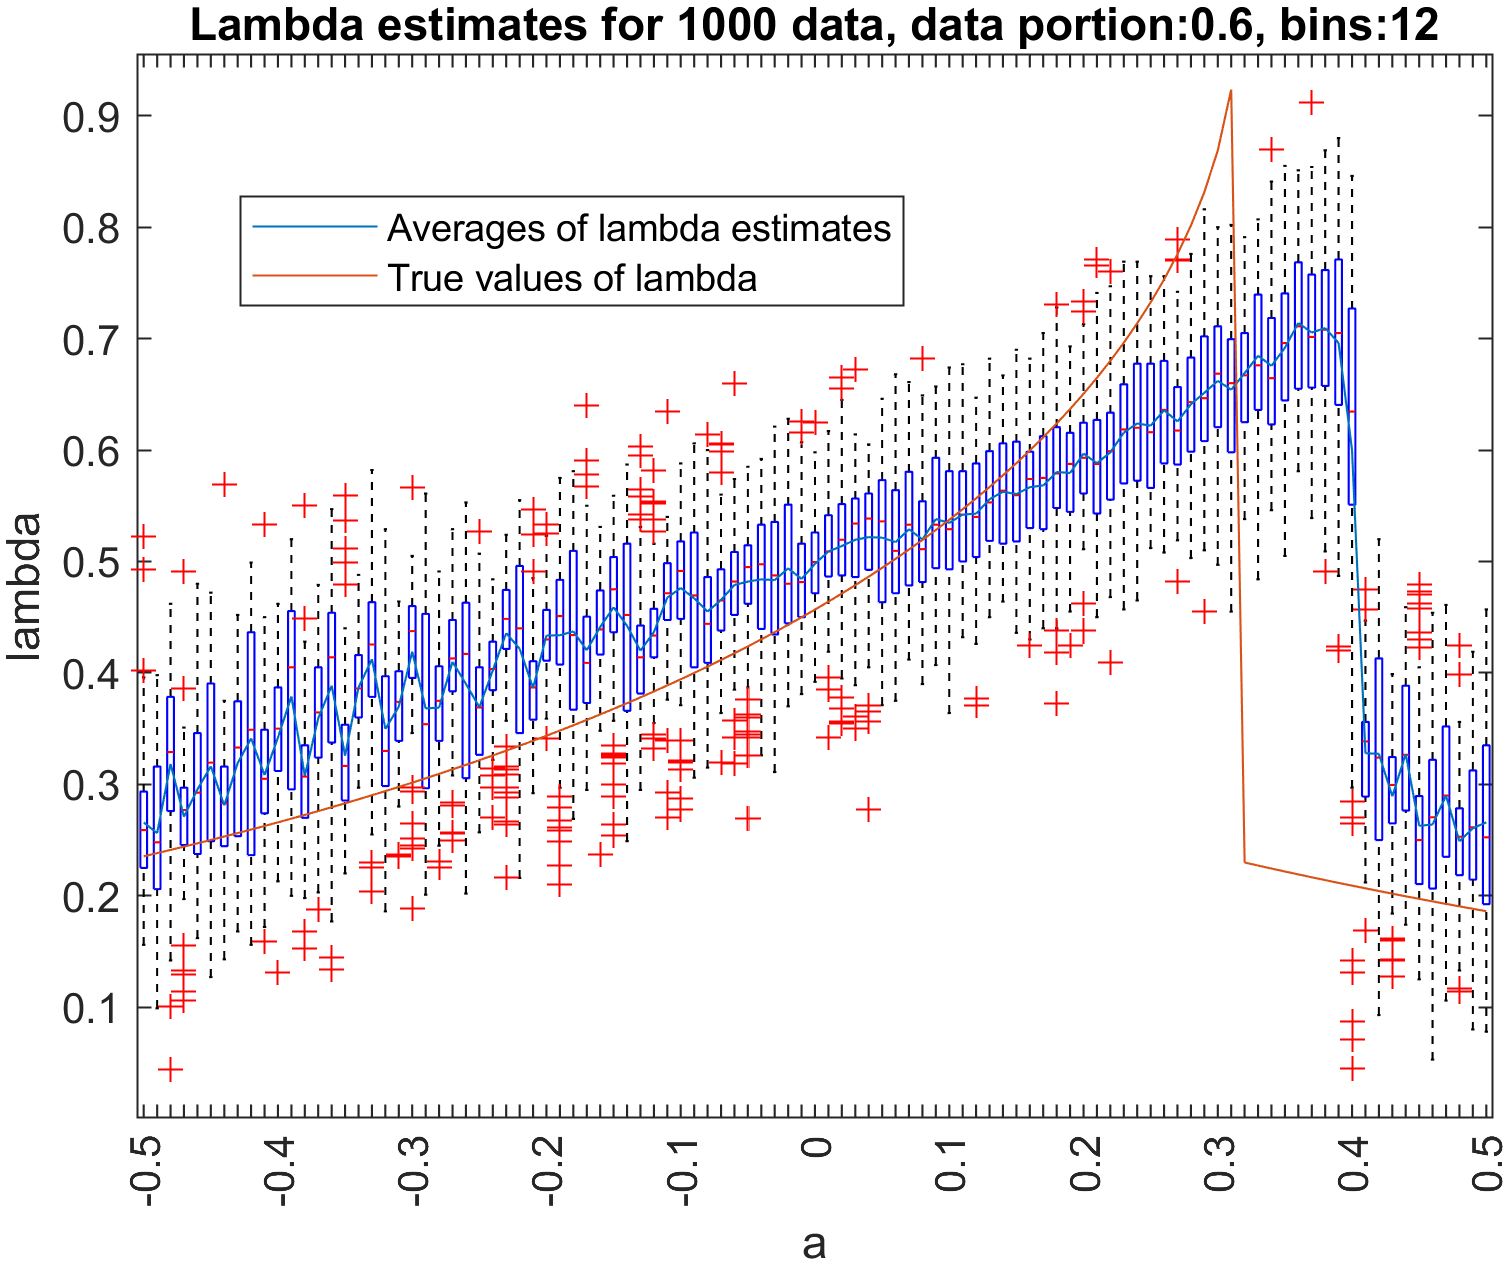 Lambda estimates for 1000 data, data portion:0.6, bins:12
0.9
0.8
0.7
0.6
0.5
0.4
0.3
0.2
0.1
lambda
Averages of lambda estimates
True values of lambda
-0.5 -0.4 -0.3 -0.2 -0.1 0 0.1 0.2 0.3 0.4 0.5
a